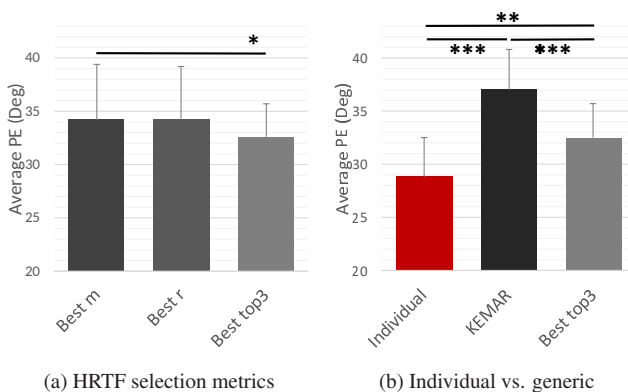 *
Average PE (Deg)
40
35
30
25
20
Best m
Best r
Best top3
(a) HRTF selection metrics
**
*** ***
Average PE (Deg)
40
35
30
25
20
Individual
KEMAR
Best top3
(b) Individual vs. generic